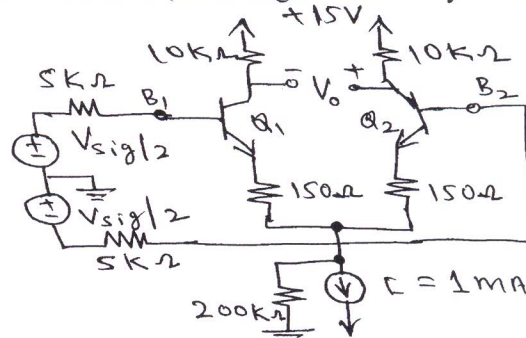 +15V
10KΩ
10KΩ
5KΩ
B1
- Vo +
B2
Q1
Q2
Vsig/2
150Ω
150Ω
Vsig/2
5KΩ
200KΩ
I = 1mA